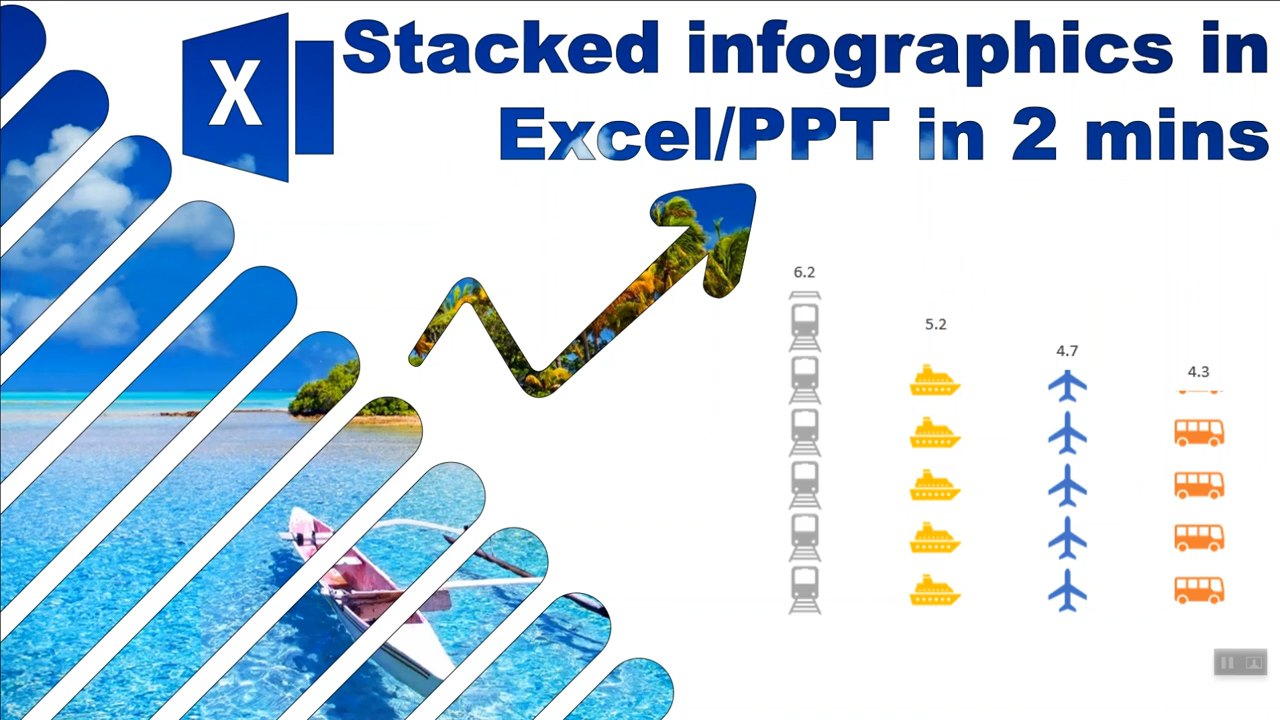 X
Stacked infographics in
Excel/PPT in 2 mins
6.2
5.2
4.7
4.3